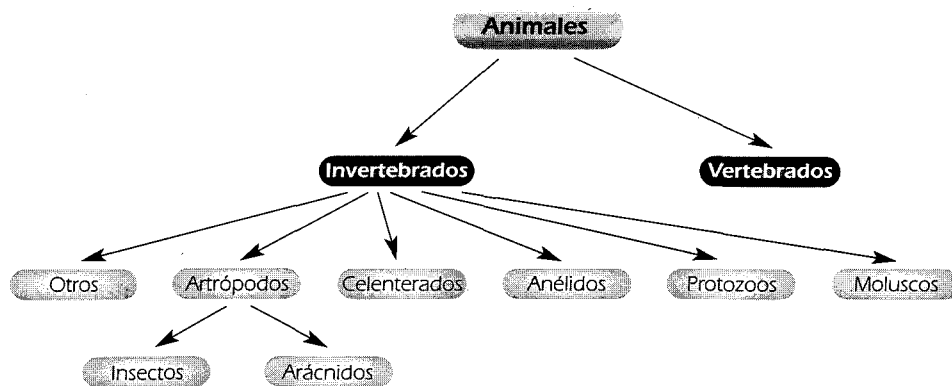 Animales
Invertebrados
Vertebrados
Otros
Artrópodos
Celenterados
Anélidos
Protozoos
Moluscos
Insectos
Arácnidos